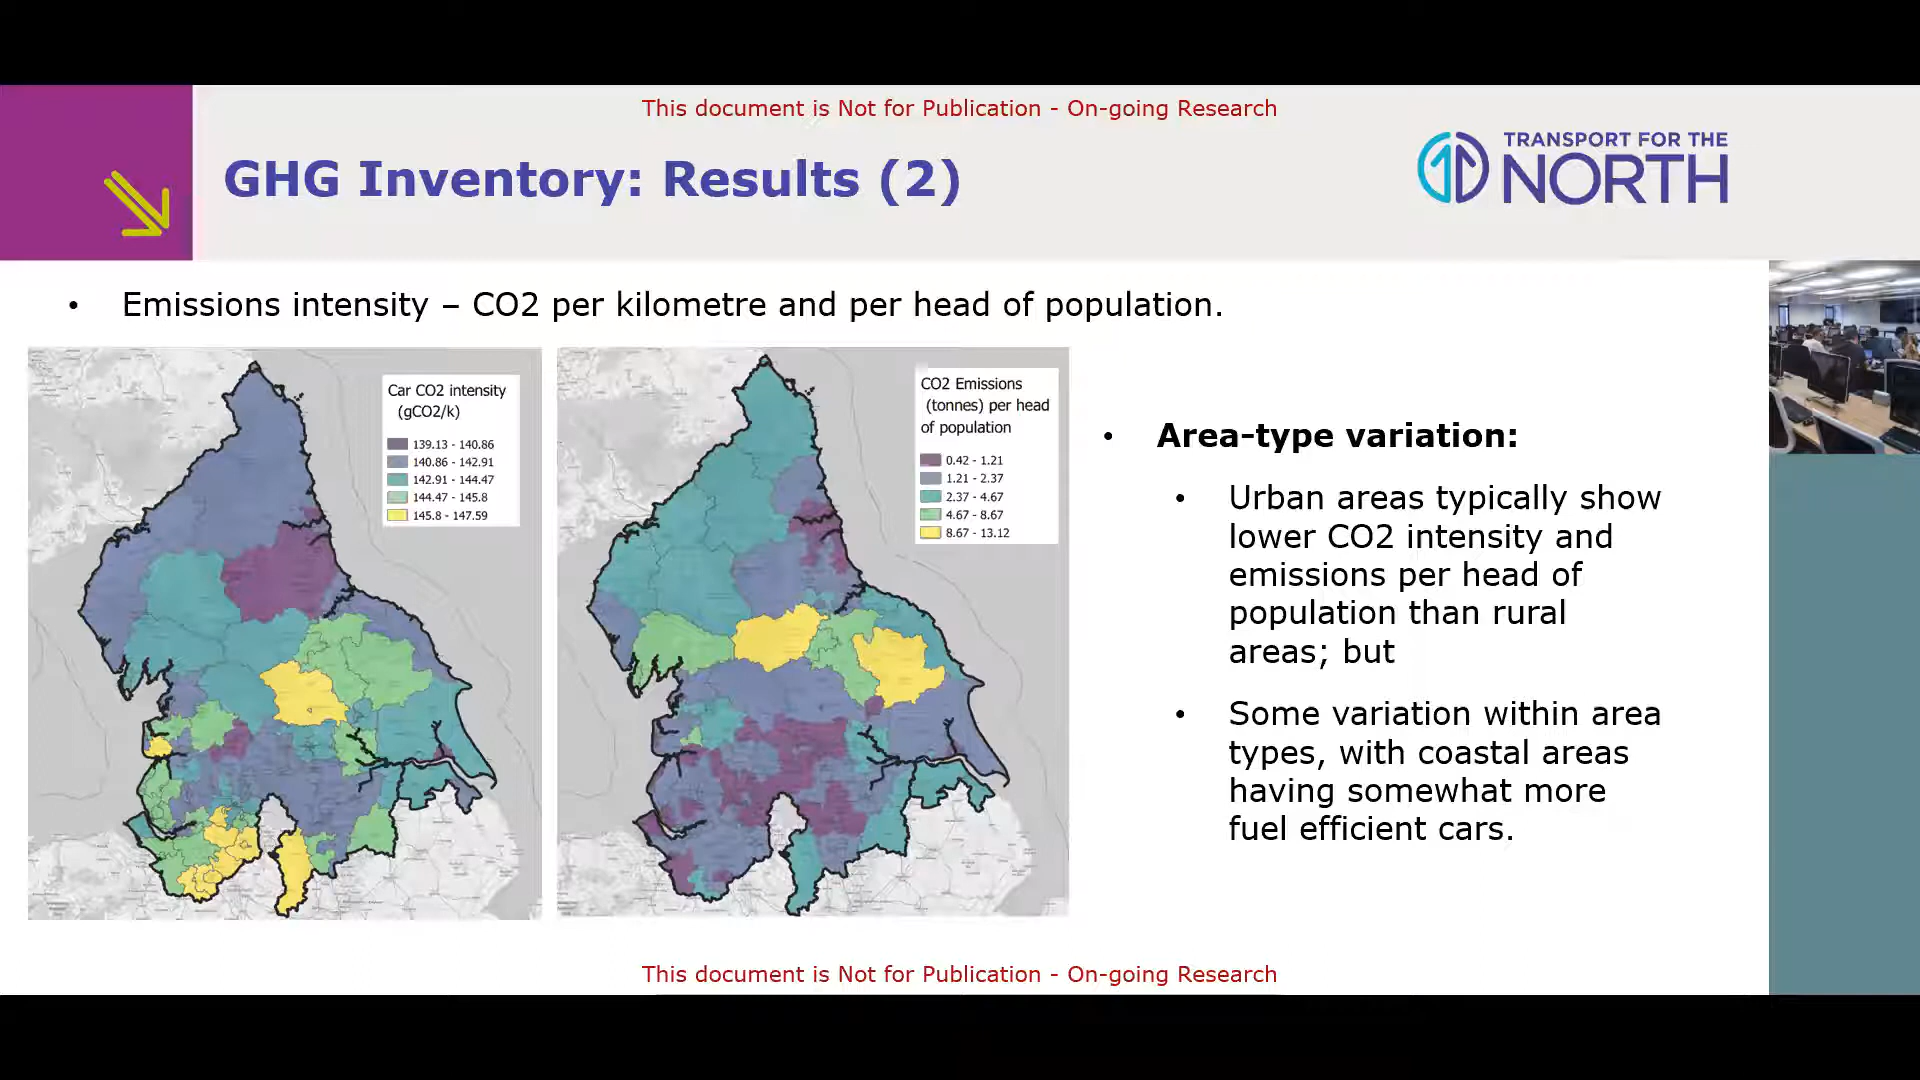 This document is Not for Publication - On-going Research
GHG Inventory: Results (2)
TRANSPORT FOR THE
NORTH
• Emissions intensity – CO2 per kilometre and per head of population.
Car CO2 intensity
(gCO2/k)
139.13 - 140.86
140.86 - 142.91
142.91 - 144.47
144.47 - 145.8
145.8 - 147.59
CO2 Emissions
(tonnes) per head
of population
0.42 - 1.21
1.21 - 2.37
2.37 - 4.67
4.67 - 8.67
8.67 - 13.12
• Area-type variation:
• Urban areas typically show
lower CO2 intensity and
emissions per head of
population than rural
areas; but
• Some variation within area
types, with coastal areas
having somewhat more
fuel efficient cars.
This document is Not for Publication - On-going Research